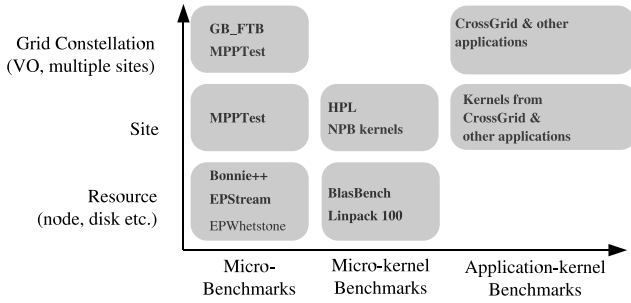 Grid Constellation
(VO, multiple sites)
GB_FTB
MPPTest
CrossGrid & other
applications
Site
MPPTest
HPL
NPB kernels
Kernels from
CrossGrid &
other applications
Resource
(node, disk etc.)
Bonnie++
EPStream
EPWhetstone
BlasBench
Linpack 100
Micro-
Benchmarks
Micro-kernel
Benchmarks
Application-kernel
Benchmarks